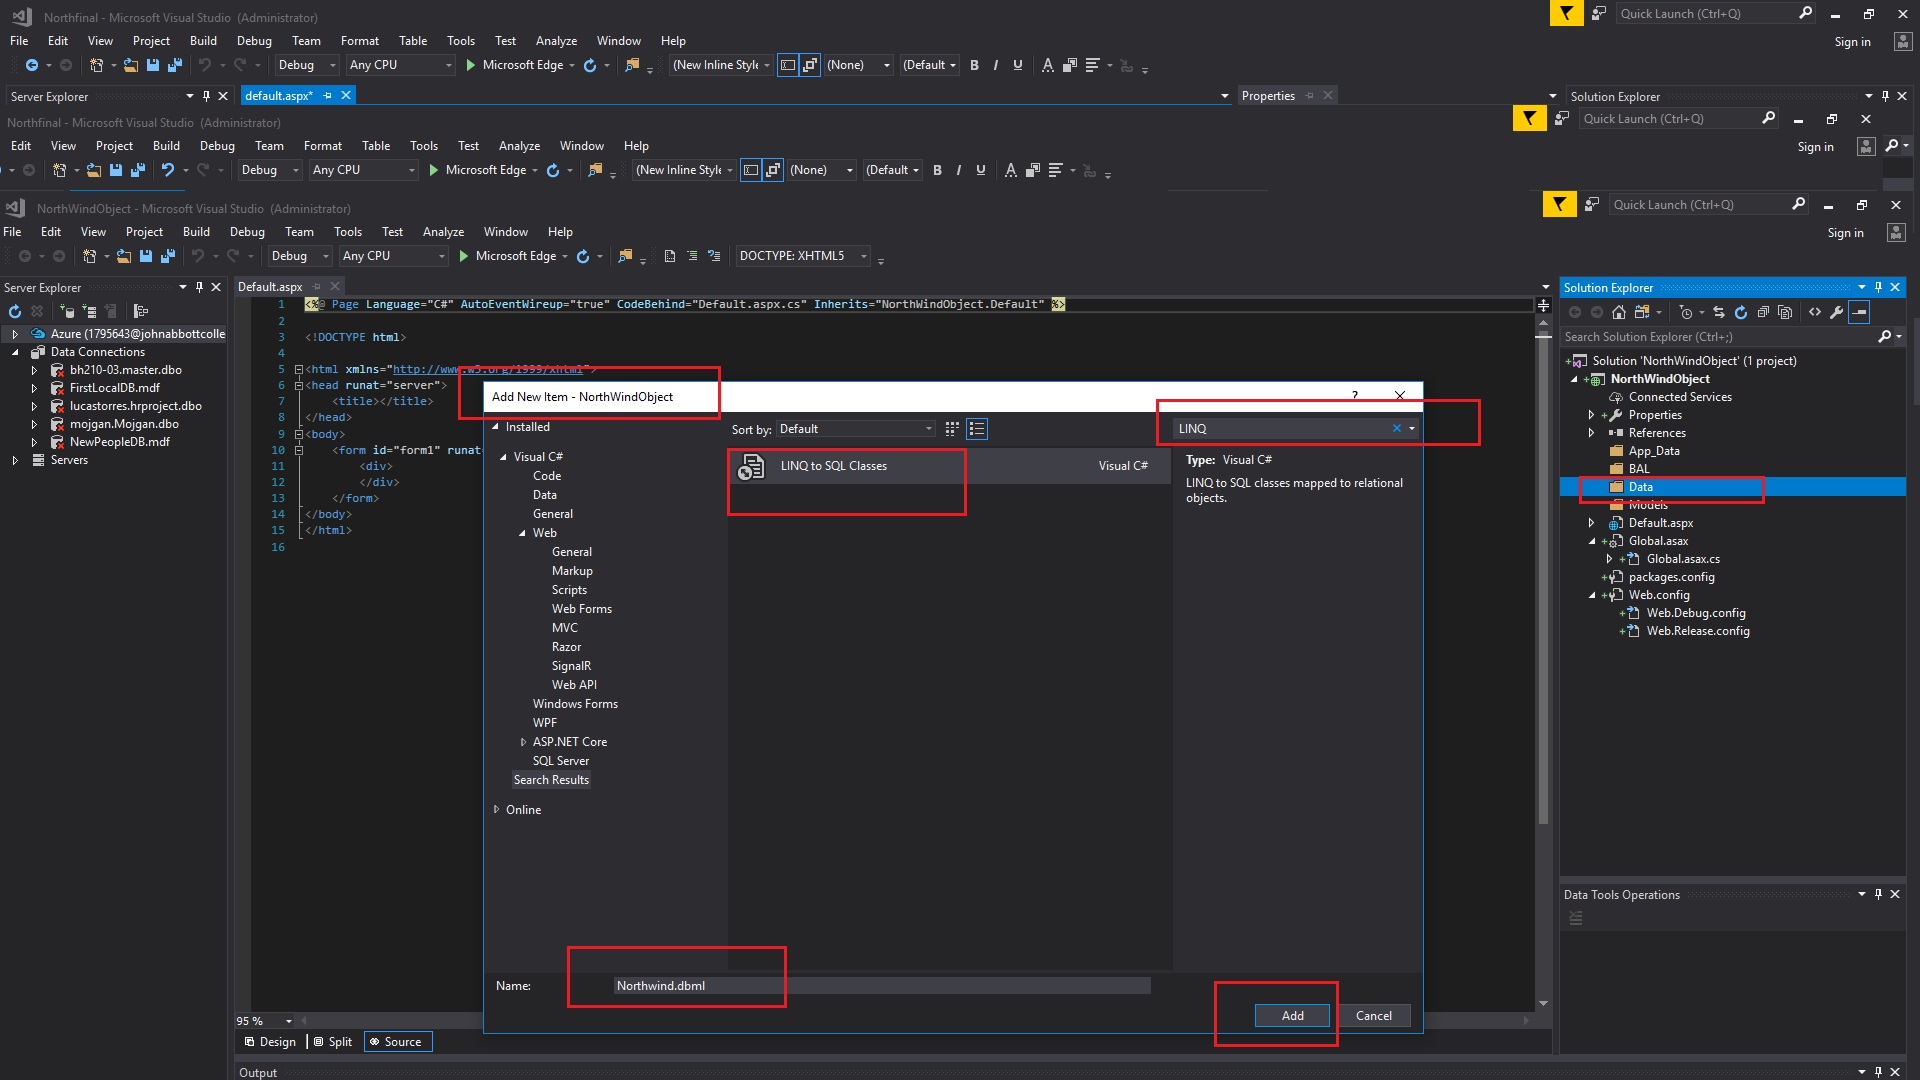 Northfinal - Microsoft Visual Studio (Administrator)
Quick Launch (Ctrl+Q)
File Edit View Project Build Debug Team Format Table Tools Test Analyze Window Help
Sign in
Debug Any CPU Microsoft Edge (New Inline Style (None) (Default B I U A
Server Explorer default.aspx* Properties Solution Explorer
Northfinal - Microsoft Visual Studio (Administrator)
Quick Launch (Ctrl+Q)
Edit View Project Build Debug Team Format Table Tools Test Analyze Window Help
Sign in
Debug Any CPU Microsoft Edge (New Inline Style (None) (Default B I U A
NorthWindObject - Microsoft Visual Studio (Administrator)
Quick Launch (Ctrl+Q)
File Edit View Project Build Debug Team Tools Test Analyze Window Help
Sign in
Debug Any CPU Microsoft Edge DOCTYPE: XHTML5
Server Explorer
Azure (1795643@johnabbottcolle
Data Connections
bh210-03.master.dbo
FirstLocalDB.mdf
lucastorres.hrproject.dbo
mojgan.Mojgan.dbo
NewPeopleDB.mdf
Servers
Default.aspx
1 <%@ Page Language="C#" AutoEventWireup="true" CodeBehind="Default.aspx.cs" Inherits="NorthWindObject.Default" %>
2
3 <!DOCTYPE html>
4
5 <html xmlns="http://www.w3.org/1999/xhtml">
6 <head runat="server">
7 <title></title>
8 </head>
9 <body>
10 <form id="form1" runat=
11 <div>
12 </div>
13 </form>
14 </body>
15 </html>
16
95 %
Design Split Source
Output
Add New Item - NorthWindObject
?
Installed
Visual C#
Code
Data
General
Web
General
Markup
Scripts
Web Forms
MVC
Razor
SignalR
Web API
Windows Forms
WPF
ASP.NET Core
SQL Server
Search Results
Online
Sort by: Default
LINQ to SQL Classes Visual C#
LINQ
Type: Visual C#
LINQ to SQL classes mapped to relational
objects.
Name: Northwind.dbml
Add Cancel
Solution Explorer
Search Solution Explorer (Ctrl+;)
Solution 'NorthWindObject' (1 project)
NorthWindObject
Connected Services
Properties
References
App_Data
BAL
Data
Models
Default.aspx
Global.asax
Global.asax.cs
packages.config
Web.config
Web.Debug.config
Web.Release.config
Data Tools Operations